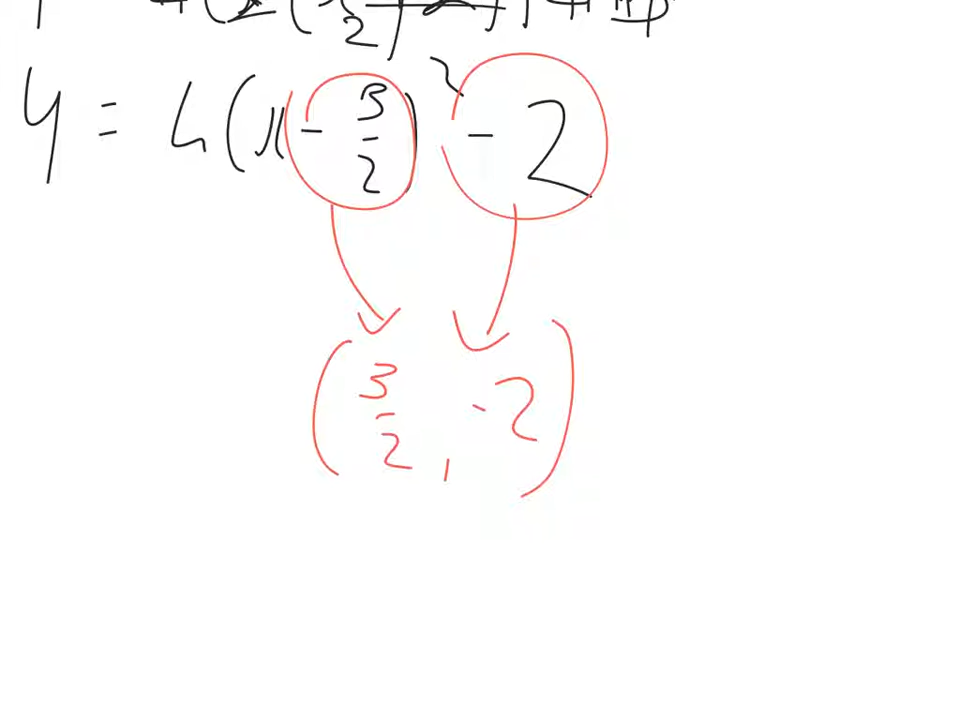 y = 4(x - 3/2)² - 2
(3/2, -2)